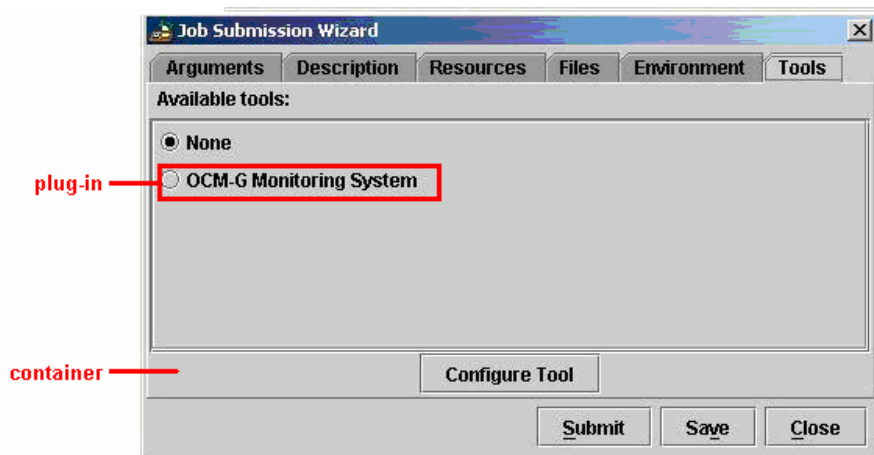 Job Submission Wizard
Arguments Description Resources Files Environment Tools
Available tools:
None
plug-in OCM-G Monitoring System
container Configure Tool
Submit Save Close